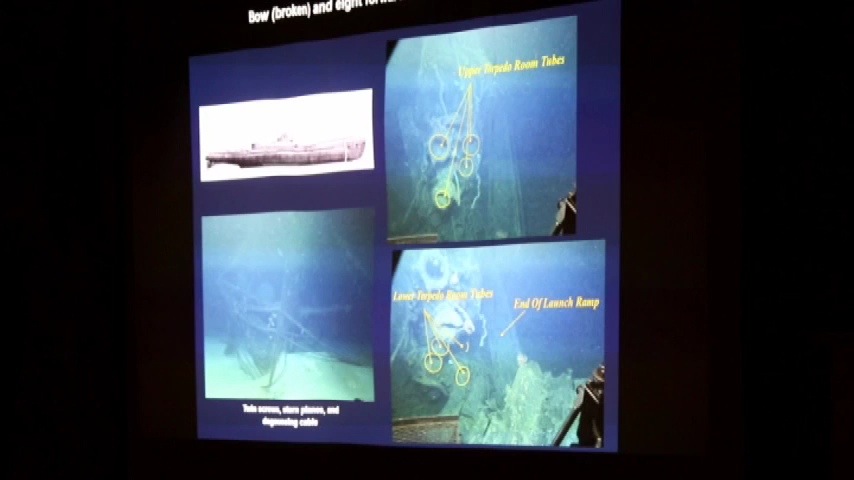 Bow (broken) and eight forward
Upper Torpedo Room Tubes
Lower Torpedo Room Tubes
End Of Launch Ramp
Twin screws, stern planes, and
degaussing cable